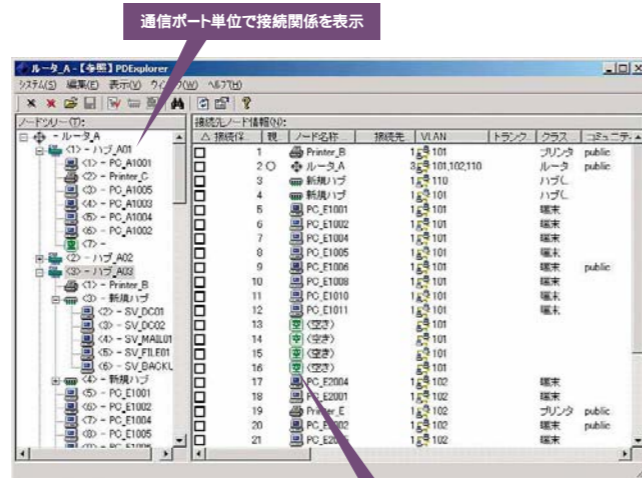 通信ポート単位で接続関係を表示
ルータ_A -【参照】PDExplorer
システム(S) 編集(E) 表示(V) ウィンドウ(W) ヘルプ(H)
ノードツリー(T):
- ルータ_A
<1> - ハブ_A01
<1> - PC_A1001
<2> - Printer_C
<3> - PC_A1005
<4> - PC_A1003
<5> - PC_A1004
<6> - PC_A1002
空 <7> -
<2> - ハブ_A02
<3> - ハブ_A03
<1> - Printer_B
<3> - 新規ハブ
<2> - SV_DC01
<3> - SV_DC02
<4> - SV_MAIL01
<5> - SV_FILE01
<6> - SV_BACKU
<4> - 新規ハブ
<5> - PC_E1001
<6> - PC_E1002
<7> - PC_E1004
<8> - PC_E1005
接続先ノード情報(N):
△ 接続 親 ノード名称 接続先 VLAN トランク クラス コミュニティ
1 Printer_B 1 101 プリンタ public
2 ○ ルータ_A 3 101,102,110 ルータ public
3 新規ハブ 1 110 ハブ(
4 新規ハブ 1 101 ハブ(
5 PC_E1001 1 101 端末
6 PC_E1002 1 101 端末
7 PC_E1004 1 101 端末
8 PC_E1005 1 101 端末
9 PC_E1006 1 101 端末 public
10 PC_E1008 1 101 端末
11 PC_E1010 1 101 端末
12 PC_E1011 1 101 端末
13 空 (空き) 101
14 空 (空き) 101
15 空 (空き) 101
16 空 (空き) 101
17 PC_E2004 1 102 端末
18 PC_E2001 1 102 端末
19 Printer_E 1 102 プリンタ public
20 PC_E2002 1 102 端末 public
21 PC_E2 1 102 端末